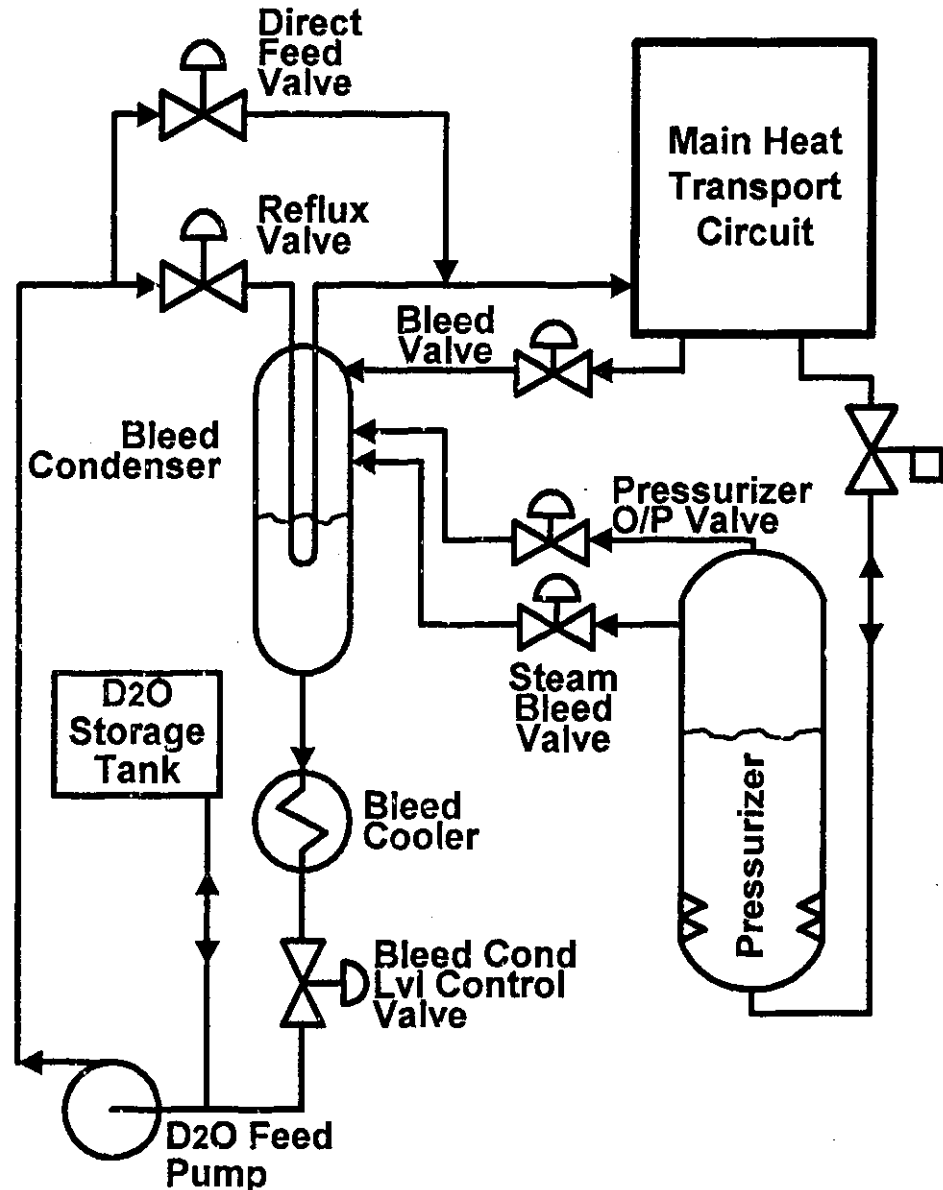 Direct
Feed
Valve
Main Heat
Transport
Circuit
Reflux
Valve
Bleed
Valve
Bleed
Condenser
Pressurizer
O/P Valve
Steam
Bleed
Valve
D2O
Storage
Tank
Bleed
Cooler
Pressurizer
Bleed Cond
Lvl Control
Valve
D2O Feed
Pump